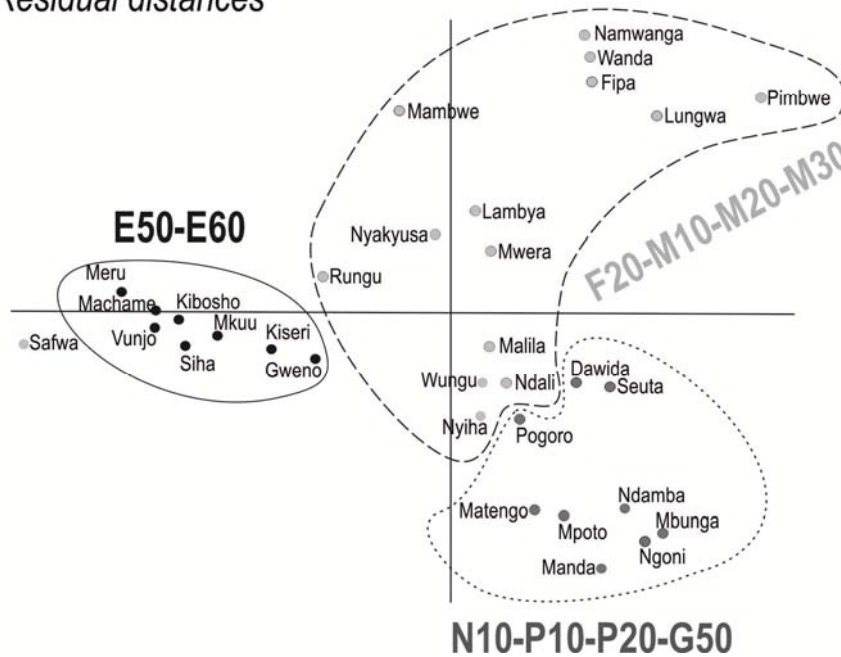 Residual distances
Namwanga
Wanda
Fipa
Pimbwe
Mambwe
Lungwa
F20-M10-M20-M30
Lambya
E50-E60
Nyakyusa
Mwera
Rungu
Meru
Machame
Kibosho
Vunjo
Mkuu
Kiseri
Safwa
Siha
Gweno
Malila
Dawida
Wungu
Ndali
Seuta
Nyiha
Pogoro
Matengo
Ndamba
Mpoto
Mbunga
Ngoni
Manda
N10-P10-P20-G50